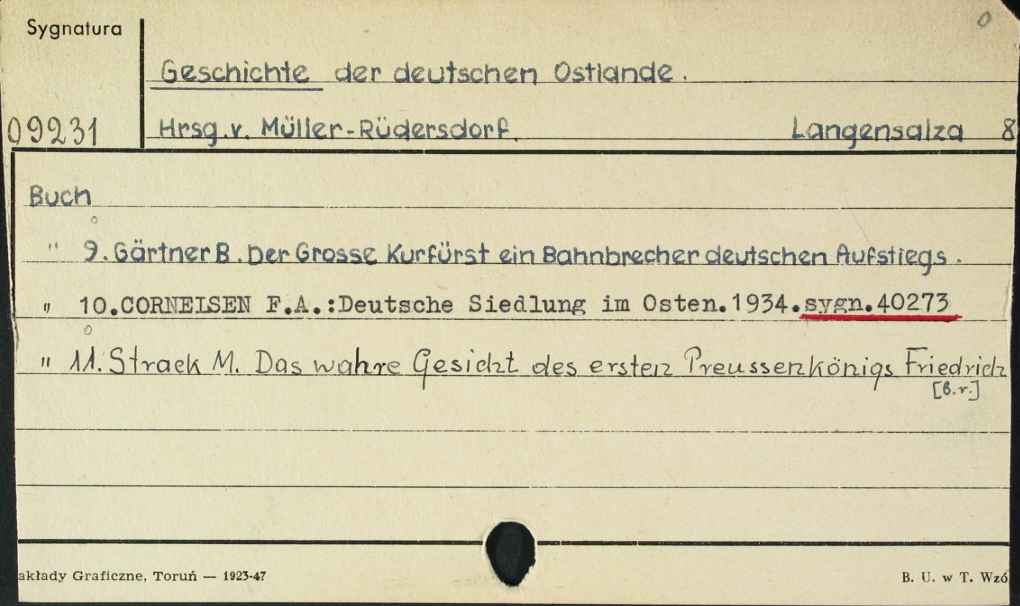 0
Sygnatura
Geschichte der deutschen Ostlande.
09231 Hrsg. v. Müller-Rüdersdorf. Langensalza 8
Buch
" 9. Gärtner B. Der Grosse Kurfürst ein Bahnbrecher deutschen Aufstiegs.
" 10.CORNELSEN F.A.:Deutsche Siedlung im Osten.1934.sygn.40273
" 11. Strack M. Das wahre Gesicht des ersten Preussenkönigs Friedrich
[B.r.]
akłady Graficzne, Toruń — 1923-47 B. U. w T. Wzó